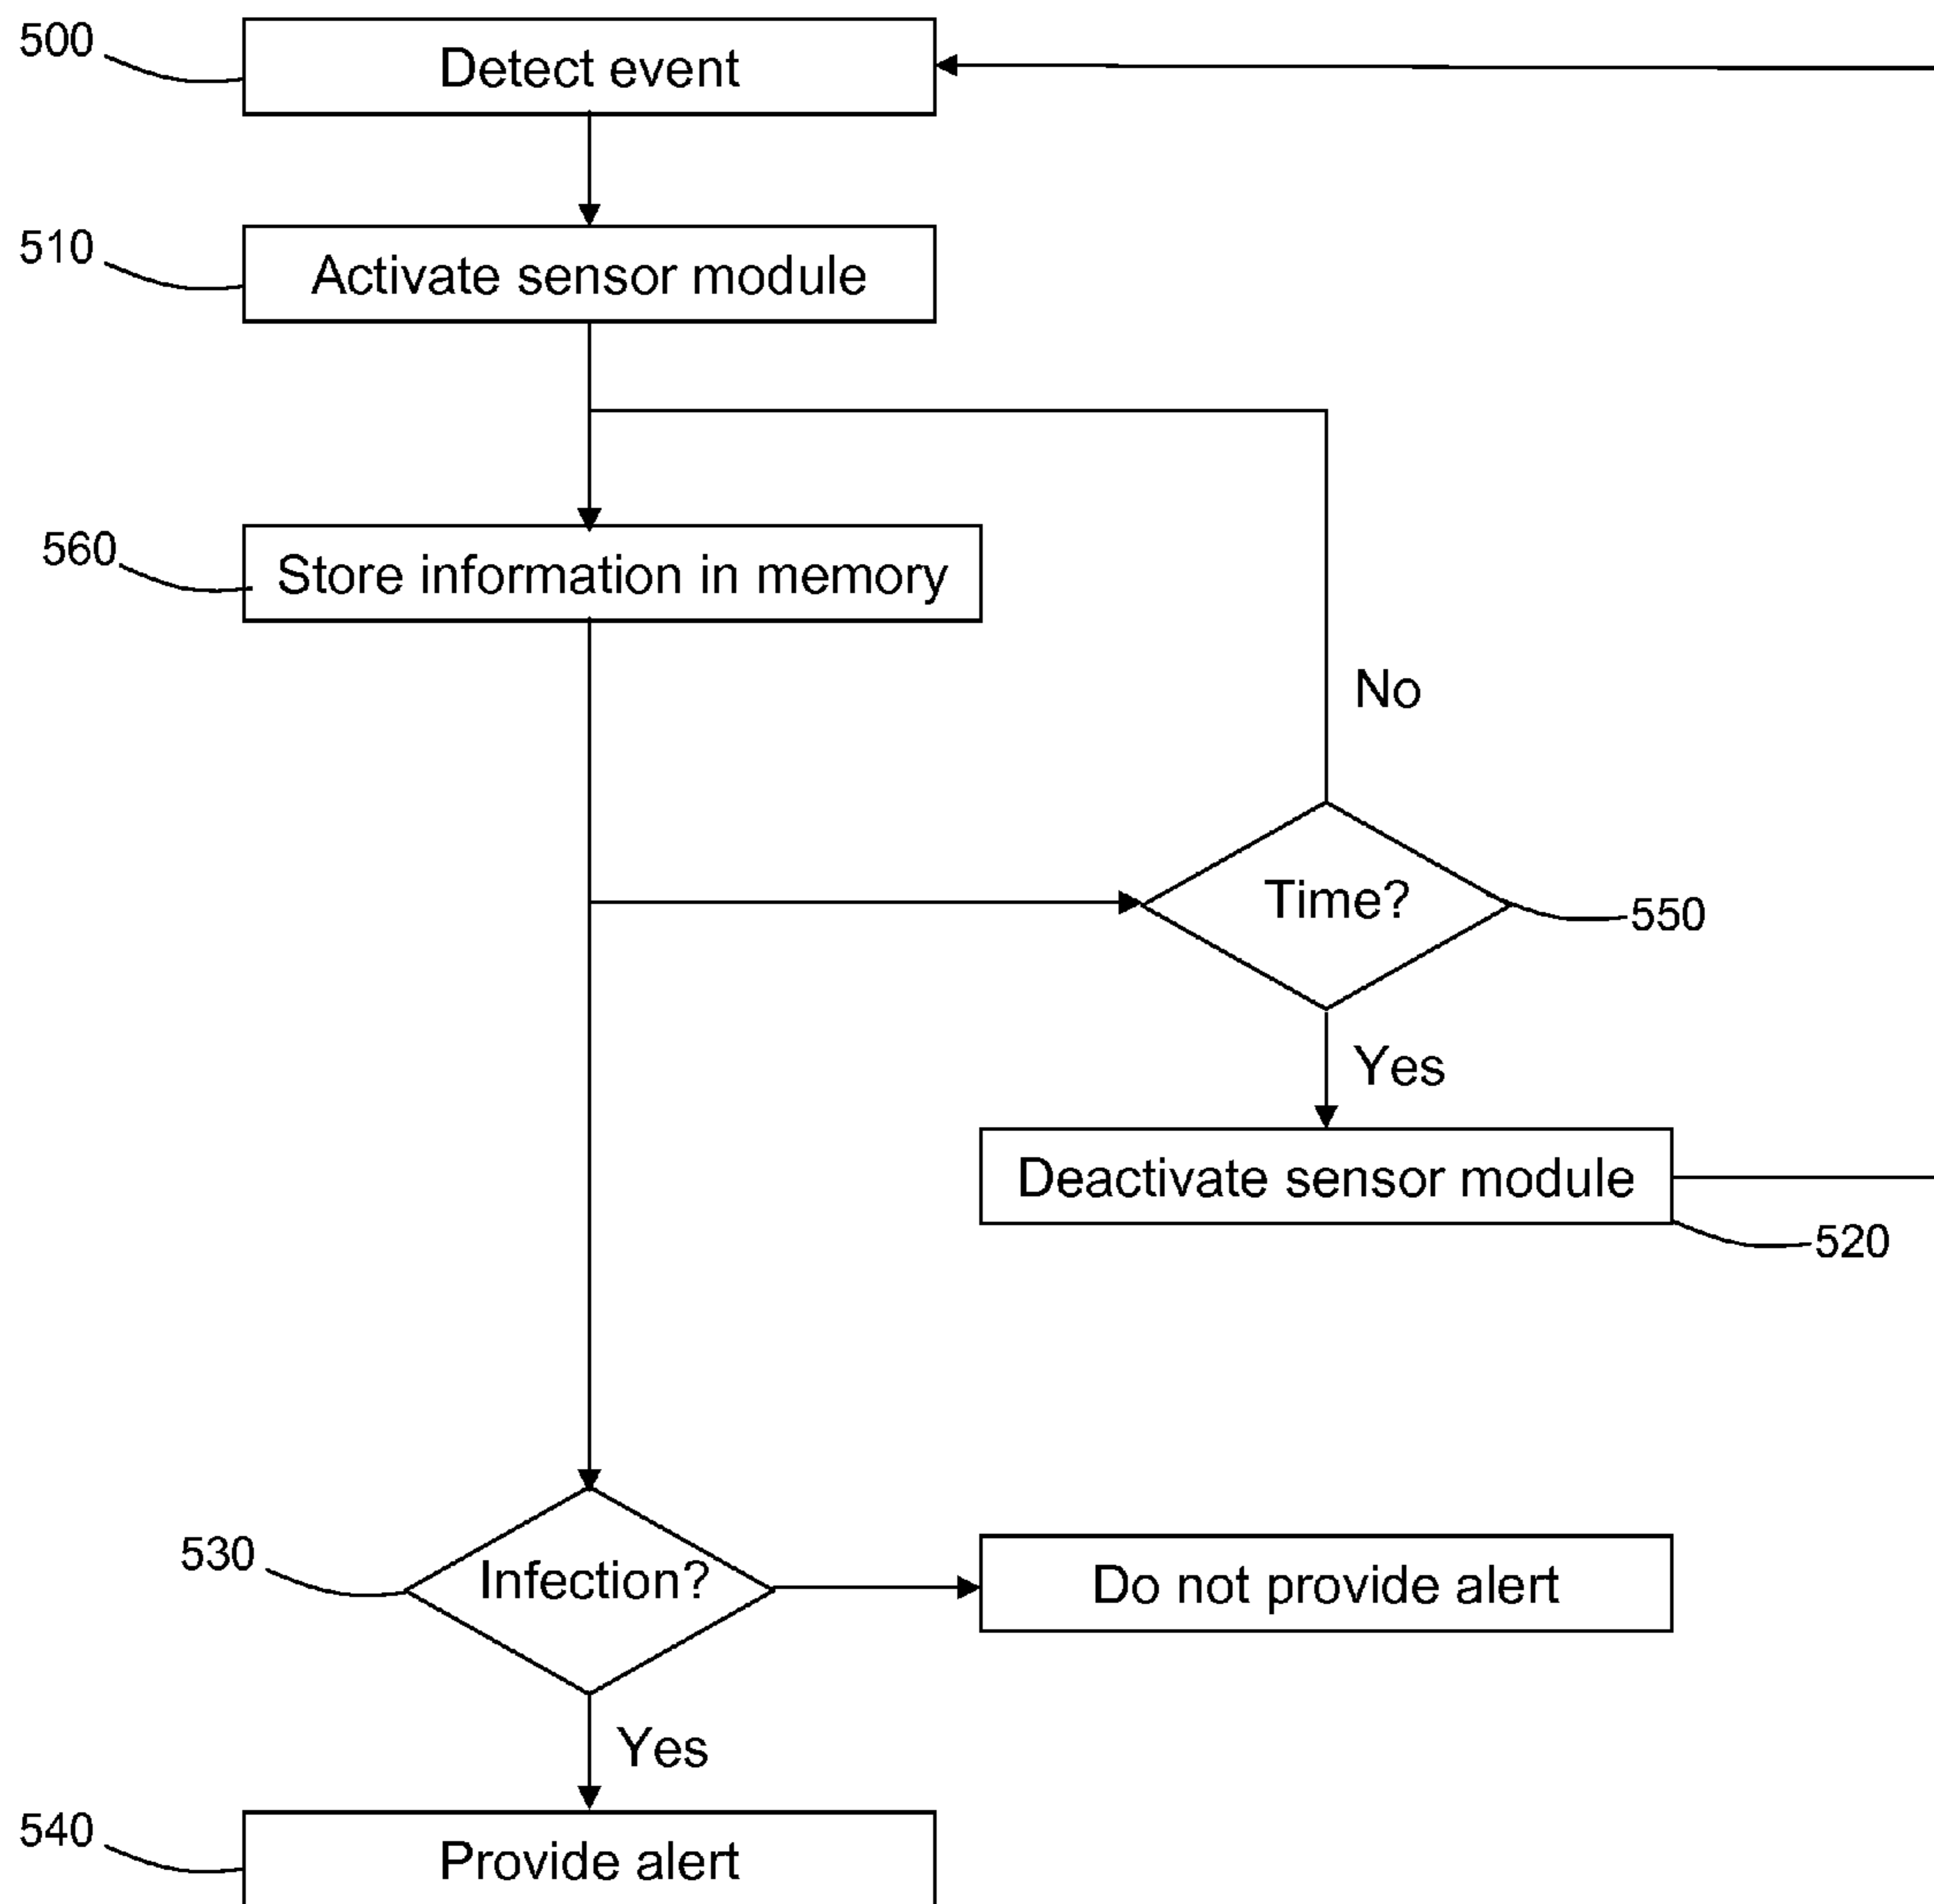 500
Detect event
510
Activate sensor module
560
Store information in memory
No
Time?
550
Yes
Deactivate sensor module
520
530
Infection?
Do not provide alert
Yes
540
Provide alert